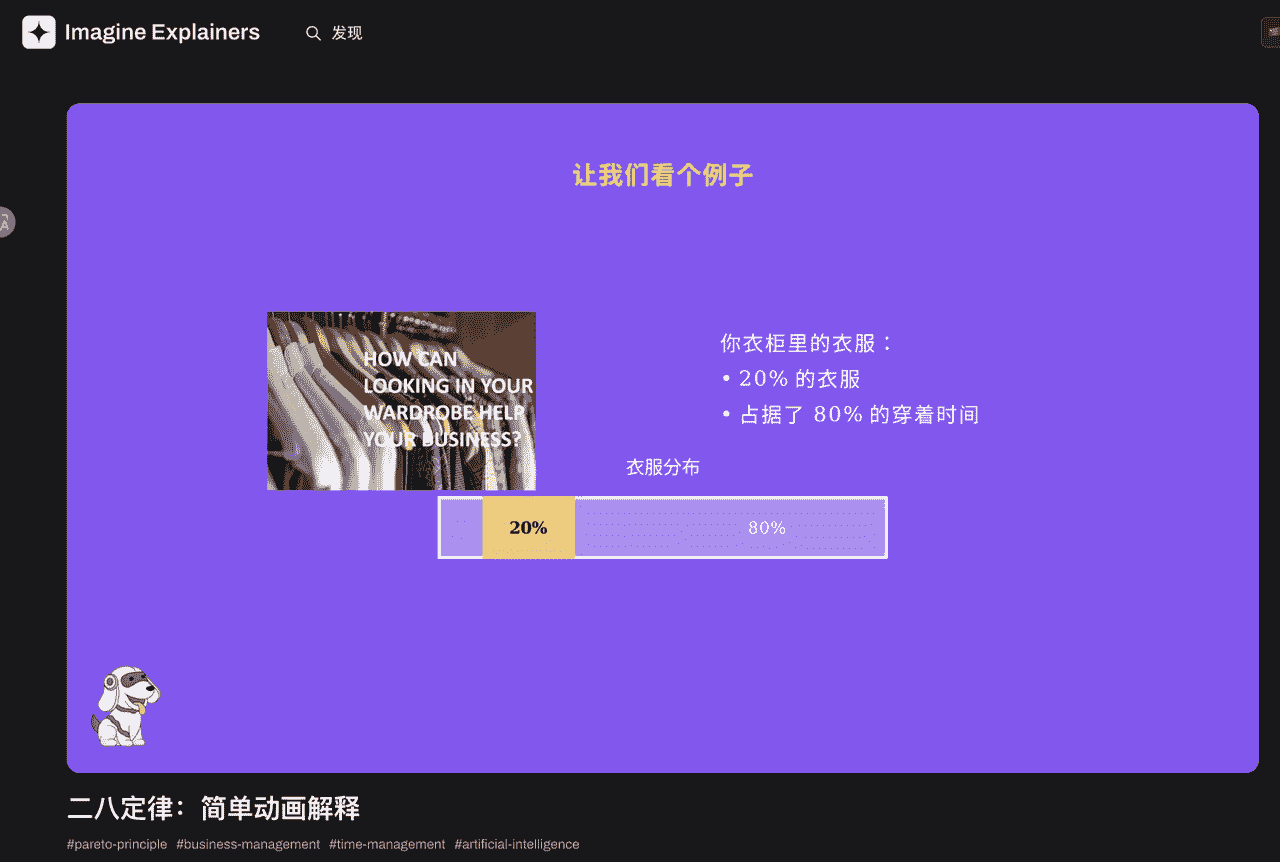 Imagine Explainers
发现
让我们看个例子
HOW CAN
LOOKING IN YOUR
WARDROBE HELP
YOUR BUSINESS?
你衣柜里的衣服：
• 20% 的衣服
• 占据了 80% 的穿着时间
衣服分布
20%
80%
二八定律：简单动画解释
#pareto-principle #business-management #time-management #artificial-intelligence